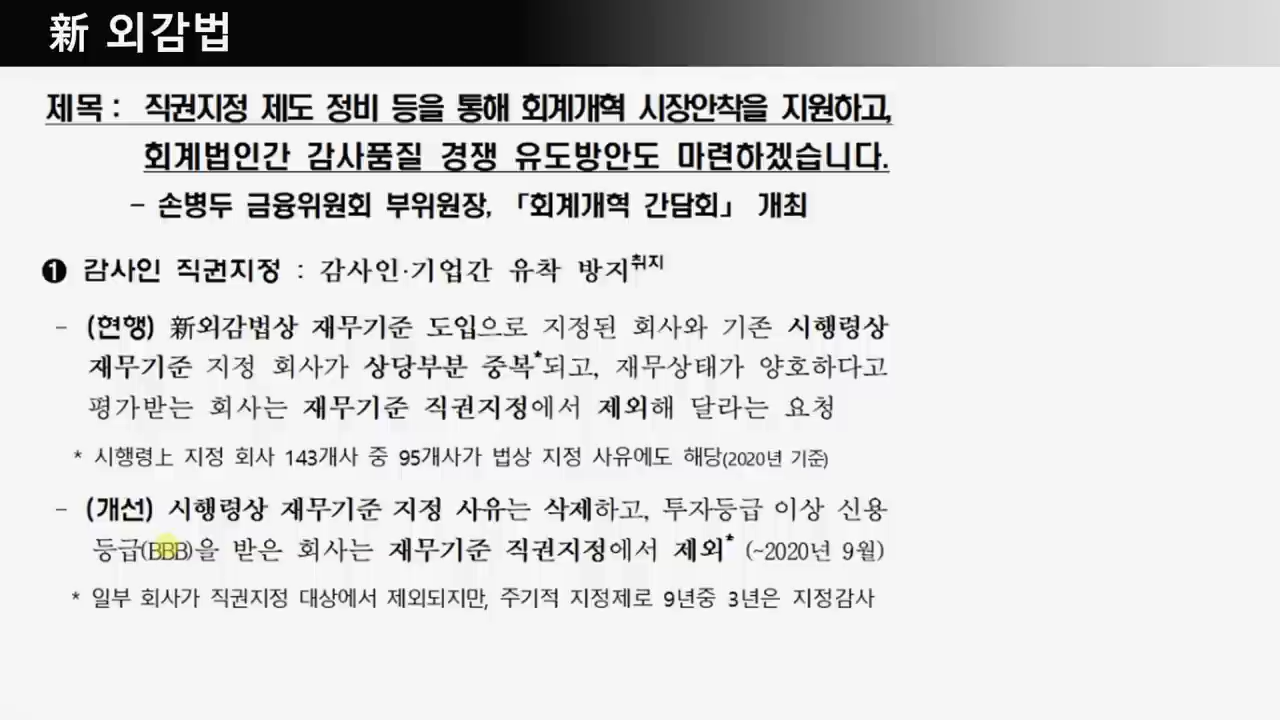 新 외감법
제목 : 직권지정 제도 정비 등을 통해 회계개혁 시장안착을 지원하고,
회계법인간 감사품질 경쟁 유도방안도 마련하겠습니다.
- 손병두 금융위원회 부위원장, 「회계개혁 간담회」 개최
❶ 감사인 직권지정 : 감사인·기업간 유착 방지취지
- (현행) 新외감법상 재무기준 도입으로 지정된 회사와 기존 시행령상
재무기준 지정 회사가 상당부분 중복*되고, 재무상태가 양호하다고
평가받는 회사는 재무기준 직권지정에서 제외해 달라는 요청
* 시행령上 지정 회사 143개사 중 95개사가 법상 지정 사유에도 해당(2020년 기준)
- (개선) 시행령상 재무기준 지정 사유는 삭제하고, 투자등급 이상 신용
등급(BBB)을 받은 회사는 재무기준 직권지정에서 제외* (~2020년 9월)
* 일부 회사가 직권지정 대상에서 제외되지만, 주기적 지정제로 9년중 3년은 지정감사